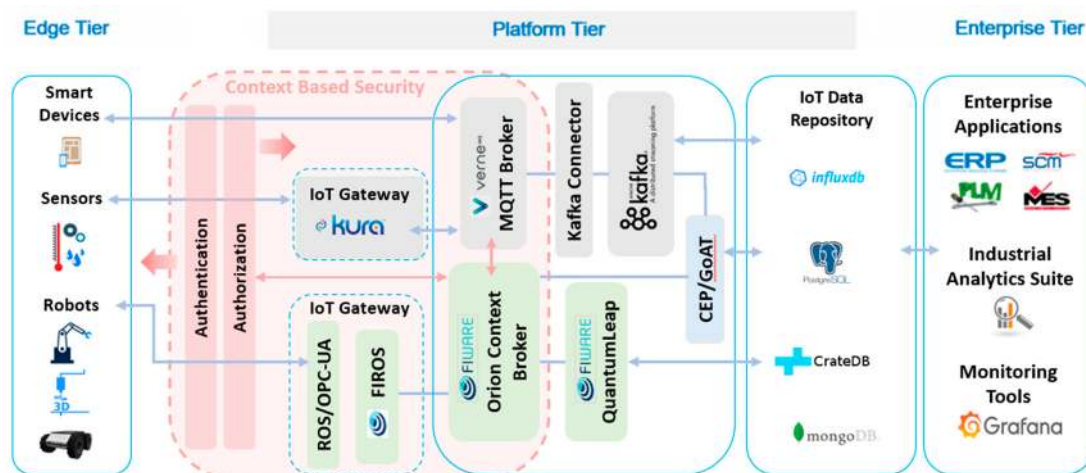 Edge Tier
Platform Tier
Enterprise Tier
Smart
Devices
Sensors
Robots
3D
Context Based Security
Authentication
Authorization
IoT Gateway
kura
IoT Gateway
ROS/OPC-UA
FIROS
verne
MQTT Broker
FIWARE
Orion Context
Broker
Kafka Connector
kafka
A distributed streaming platform
FIWARE
QuantumLeap
CEP/GoAT
IoT Data
Repository
influxdb
PostgreSQL
CrateDB
mongoDB
Enterprise
Applications
ERP
SCM
PLM
MES
Industrial
Analytics Suite
Monitoring
Tools
Grafana